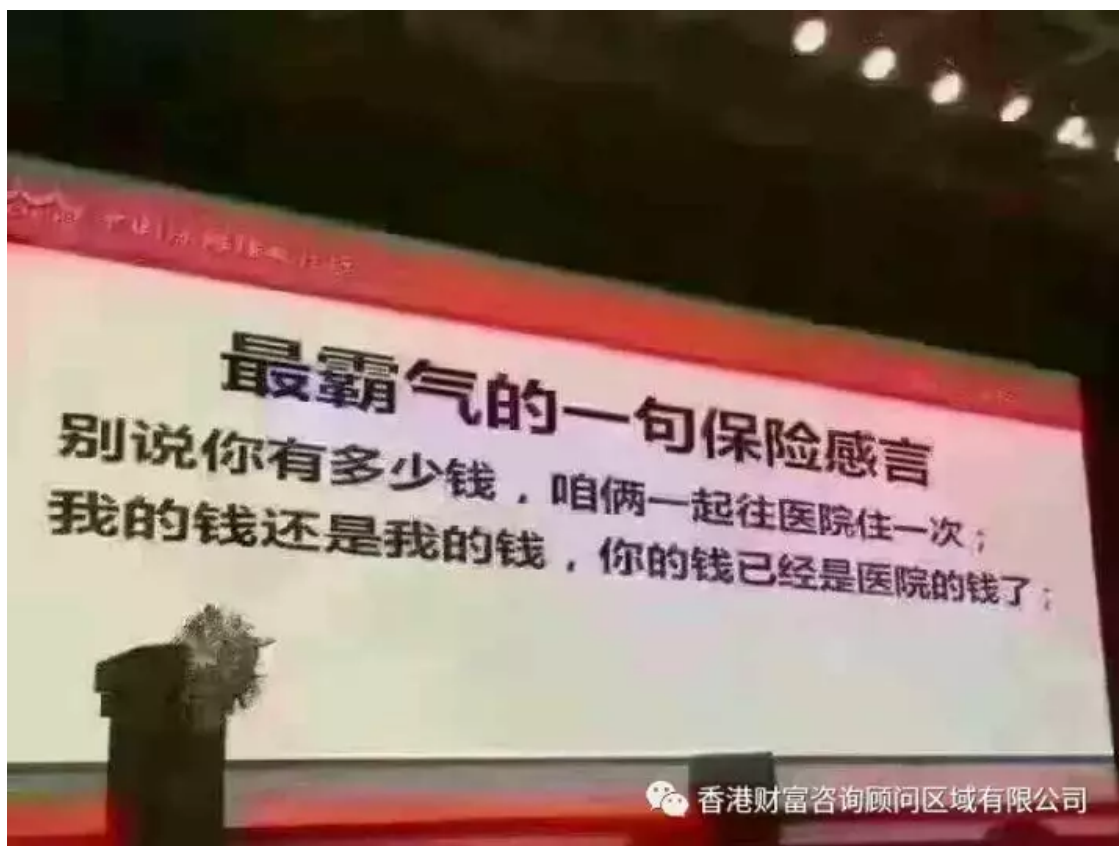 最霸气的一句保险感言
别说你有多少钱，咱俩一起往医院住一次；
我的钱还是我的钱，你的钱已经是医院的钱了；
香港财富咨询顾问区域有限公司